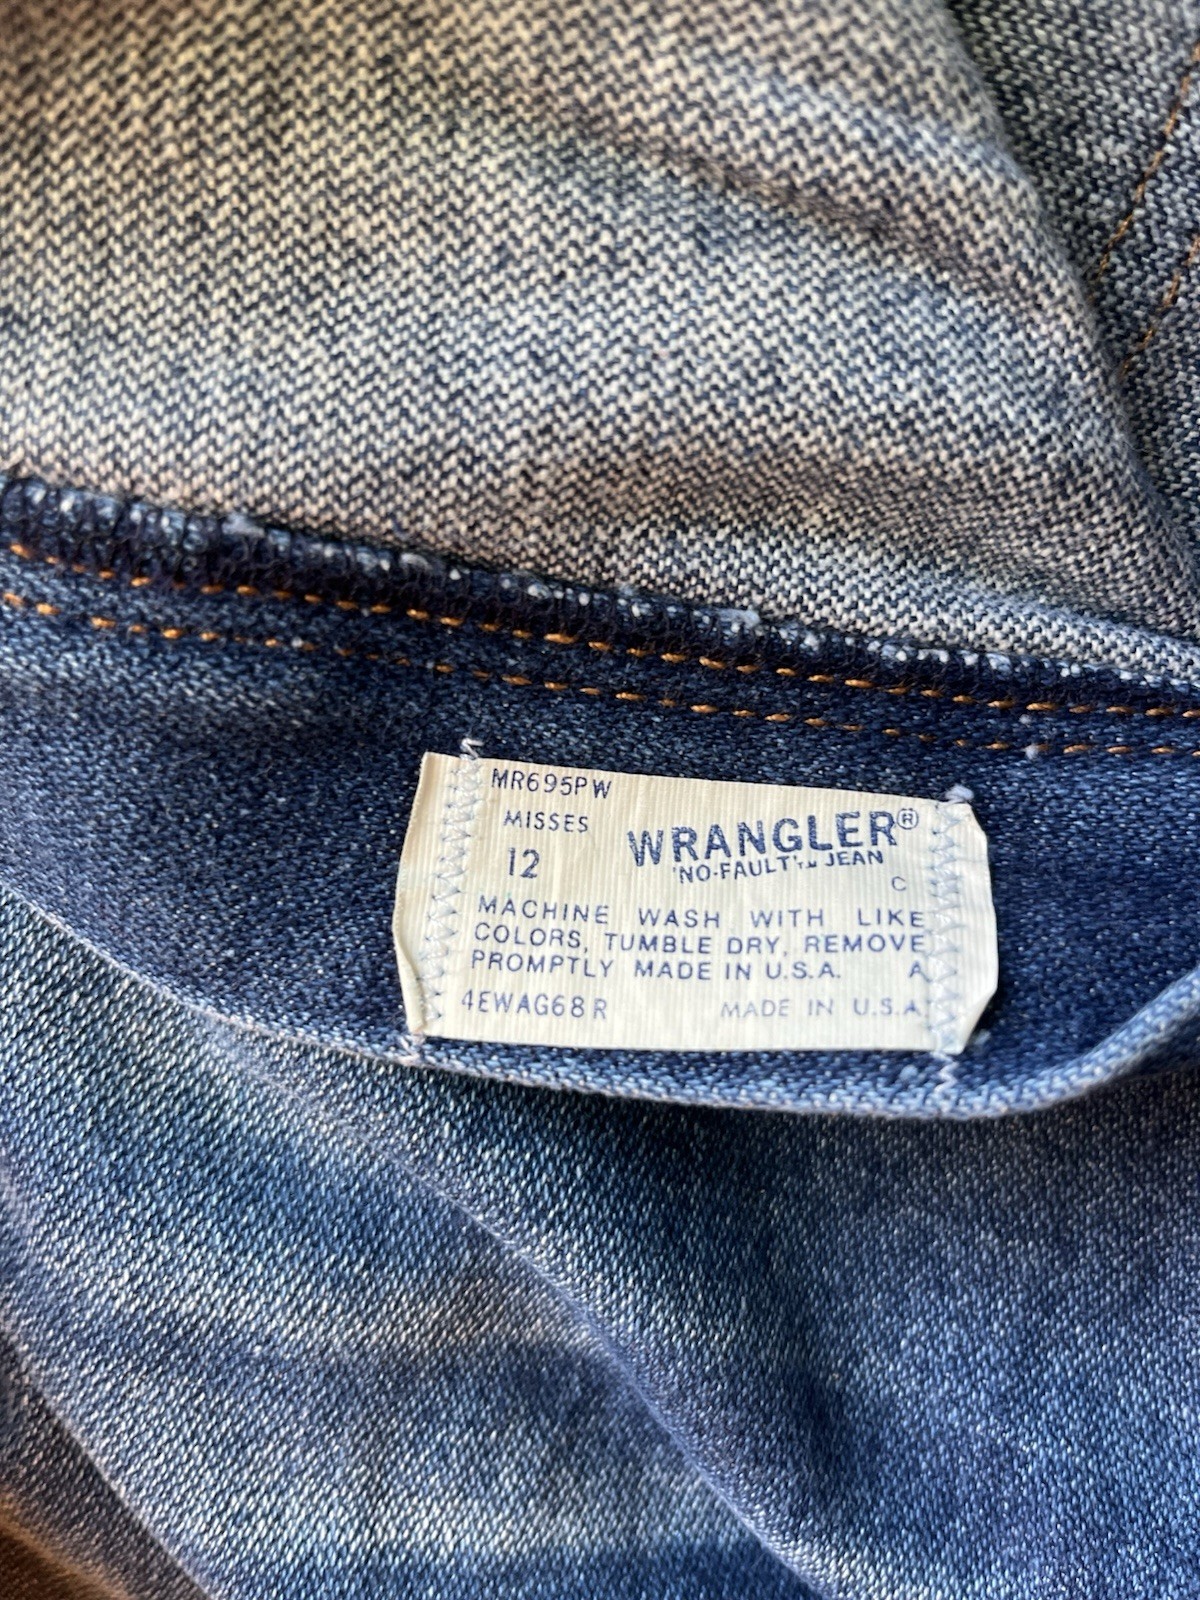 MR695PW
MISSES
12
WRANGLER®
'NO-FAULT'™ JEAN
C
MACHINE WASH WITH LIKE
COLORS, TUMBLE DRY, REMOVE
PROMPTLY MADE IN U.S.A. A
4EWAG68R MADE IN U.S.A.